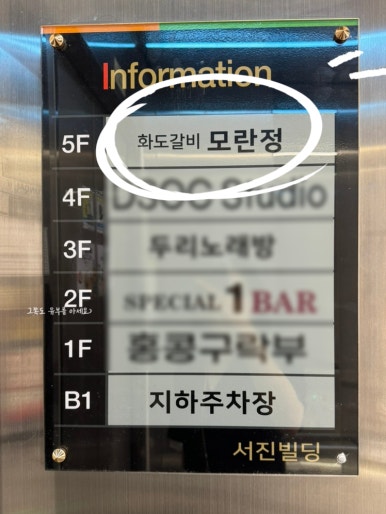 Information
5F 화도갈비 모란정
4F DSOC Studio
3F 두리노래방
2F SPECIAL 1 BAR
1F 홍콩구락부
B1 지하주차장
서진빌딩